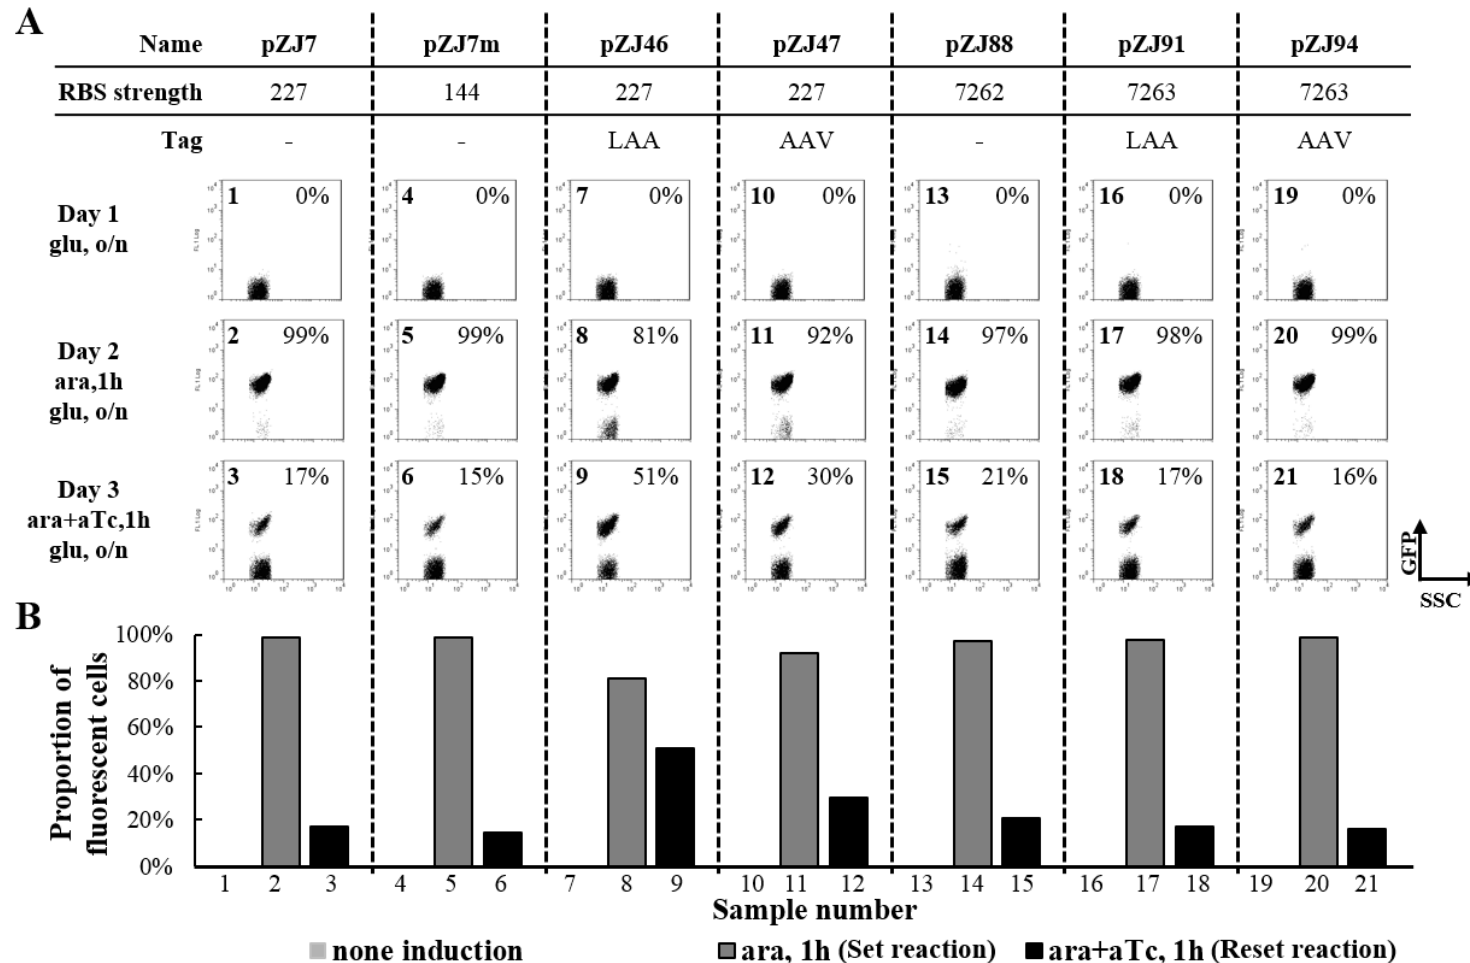 A
Name pZJ7 pZJ7m pZJ46 pZJ47 pZJ88 pZJ91 pZJ94
RBS strength 227 144 227 227 7262 7263 7263
Tag - - LAA AAV - LAA AAV
Day 1
glu, o/n
1 0% 4 0% 7 0% 10 0% 13 0% 16 0% 19 0%
Day 2
ara,1h
glu, o/n
2 99% 5 99% 8 81% 11 92% 14 97% 17 98% 20 99%
Day 3
ara+aTc,1h
glu, o/n
3 17% 6 15% 9 51% 12 30% 15 21% 18 17% 21 16%
GFP
SSC
B
Proportion of
fluorescent cells
100%
80%
60%
40%
20%
0%
1 2 3 4 5 6 7 8 9 10 11 12 13 14 15 16 17 18 19 20 21
Sample number
none induction ara, 1h (Set reaction) ara+aTc, 1h (Reset reaction)